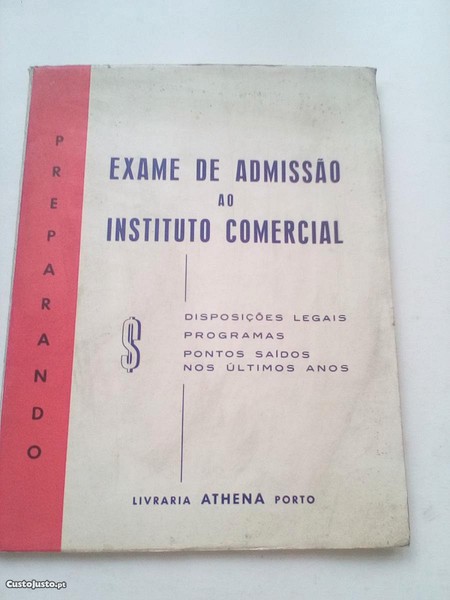 PREPARANDO
EXAME DE ADMISSÃO
AO
INSTITUTO COMERCIAL
$
DISPOSIÇÕES LEGAIS
PROGRAMAS
PONTOS SAÍDOS
NOS ÚLTIMOS ANOS
LIVRARIA ATHENA PORTO
CustoJusto.pt